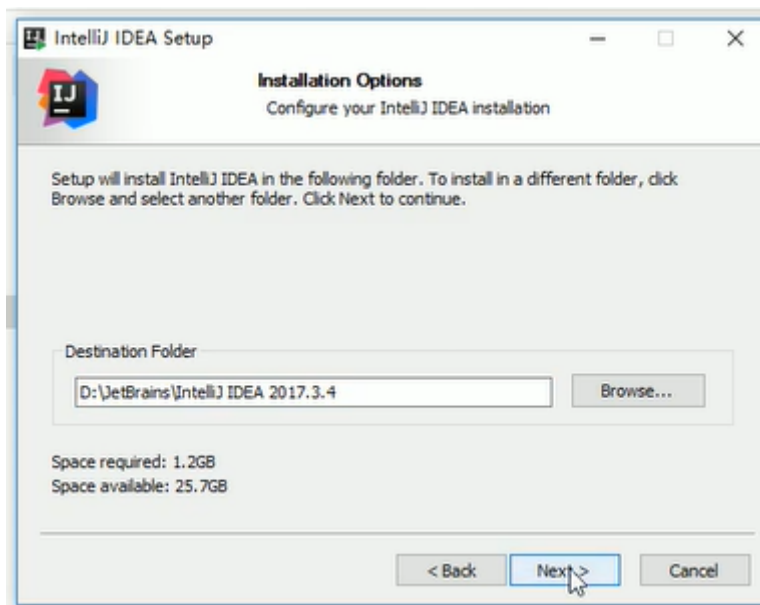 IntelliJ IDEA Setup
IJ
Installation Options
Configure your IntelliJ IDEA installation
Setup will install IntelliJ IDEA in the following folder. To install in a different folder, click
Browse and select another folder. Click Next to continue.
Destination Folder
D:\JetBrains\IntelliJ IDEA 2017.3.4
Browse...
Space required: 1.2GB
Space available: 25.7GB
< Back
Next >
Cancel